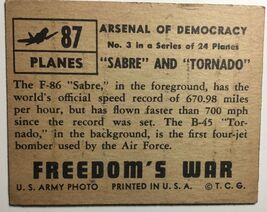 87
PLANES
ARSENAL OF DEMOCRACY
No. 3 in a Series of 24 Planes
"SABRE" AND "TORNADO"
The F-86 "Sabre," in the foreground, has the
world's official speed record of 670.98 miles
per hour, but has flown faster than 700 mph
since the record was set. The B-45 "Tor-
nado," in the background, is the first four-jet
bomber used by the Air Force.
FREEDOM'S WAR
U.S. ARMY PHOTO PRINTED IN U.S.A. © T.C.G.